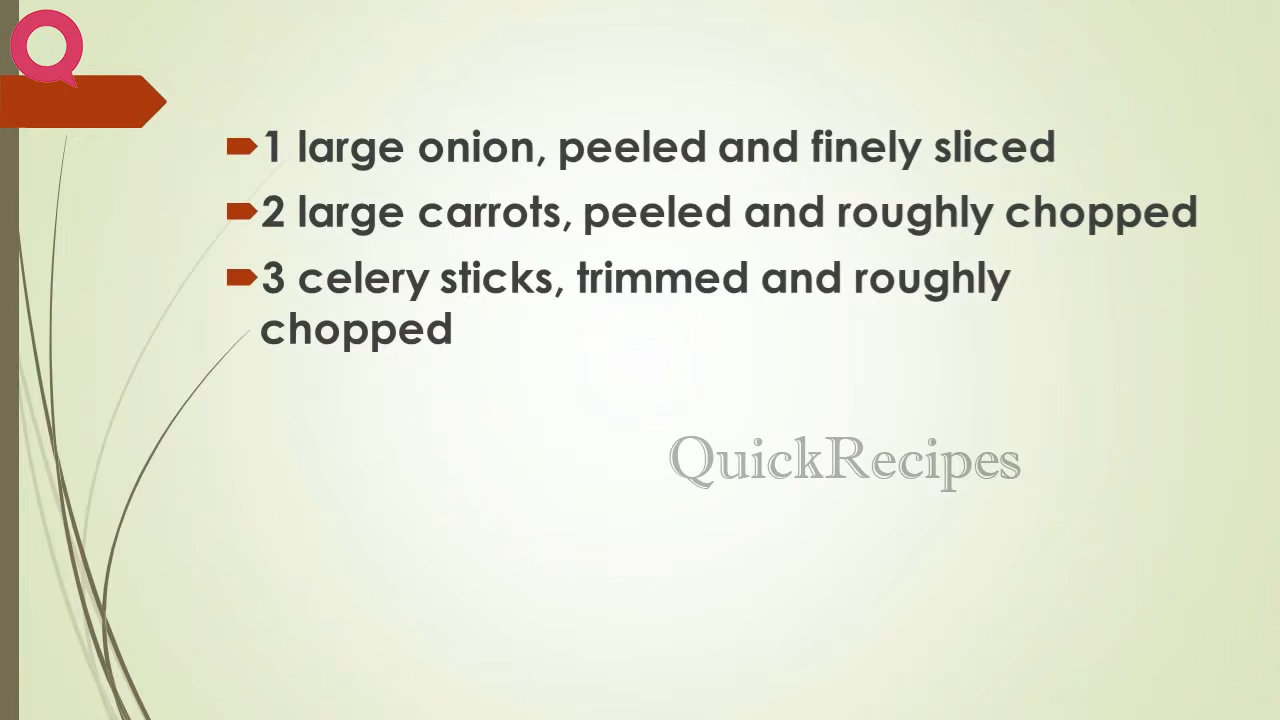 1 large onion, peeled and finely sliced
2 large carrots, peeled and roughly chopped
3 celery sticks, trimmed and roughly
chopped
QuickRecipes